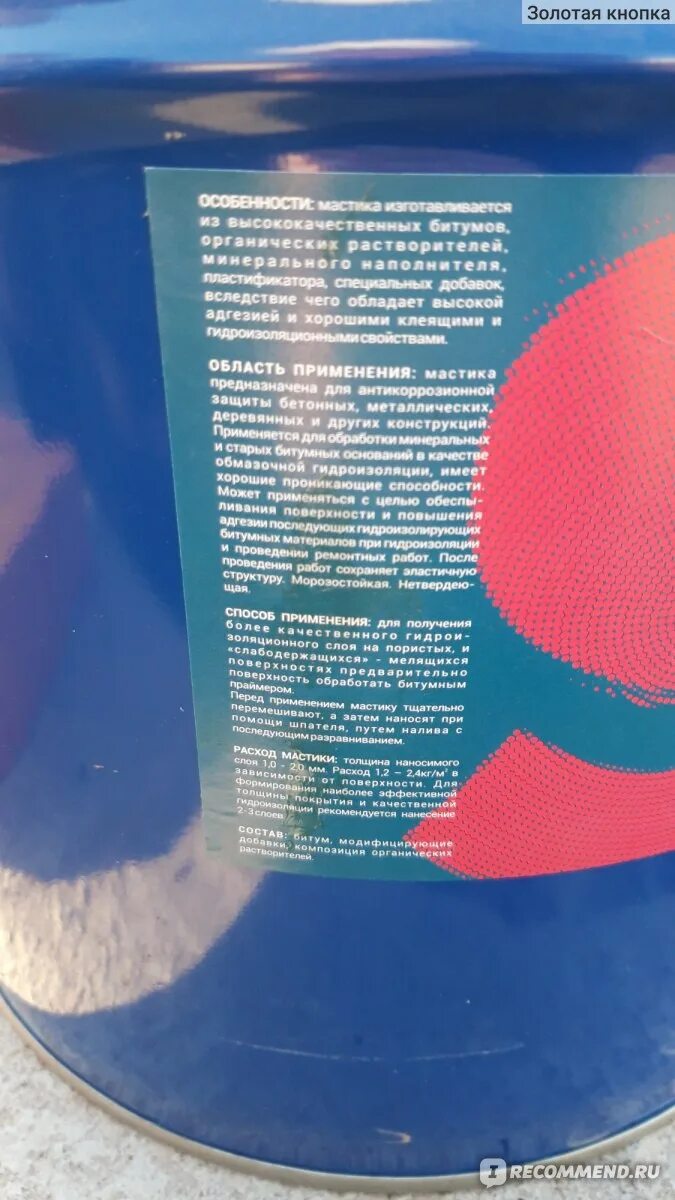 Золотая кнопка
ОСОБЕННОСТИ: мастика изготавливается
из высококачественных битумов,
органических растворителей,
минерального наполнителя,
пластификатора, специальных добавок,
вследствие чего обладает высокой
адгезией и хорошими клеящими и
гидроизоляционными свойствами.
ОБЛАСТЬ ПРИМЕНЕНИЯ: мастика
предназначена для антикоррозионной
защиты бетонных, металлических,
деревянных и других конструкций.
Применяется для обработки минеральных
и старых битумных оснований в качестве
обмазочной гидроизоляции, имеет
хорошие проникающие способности.
Может применяться с целью обеспы-
ливания поверхности и повышения
адгезии последующих гидроизолирующих
битумных материалов при гидроизоляции
и проведении ремонтных работ. После
проведения работ сохраняет эластичную
структуру. Морозостойкая. Нетвердею-
щая.
СПОСОБ ПРИМЕНЕНИЯ: для получения
более качественного гидрои-
золяционного слоя на пористых, и
«слабодержащихся» - мелящихся
поверхностях предварительно
поверхность обработать битумным
праймером.
Перед применением мастику тщательно
перемешивают, а затем наносят при
помощи шпателя, путем налива с
последующим разравниванием.
РАСХОД МАСТИКИ: толщина наносимого
слоя 1,0 - 2,0 мм. Расход 1,2 – 2,4кг/м² в
зависимости от поверхности. Для
формирования наиболее эффективной
толщины покрытия и качественной
гидроизоляции рекомендуется нанесение
2-3 слоев
СОСТАВ: битум, модифицирующие
добавки, композиция органических
растворителей.
IRECOMMEND.RU